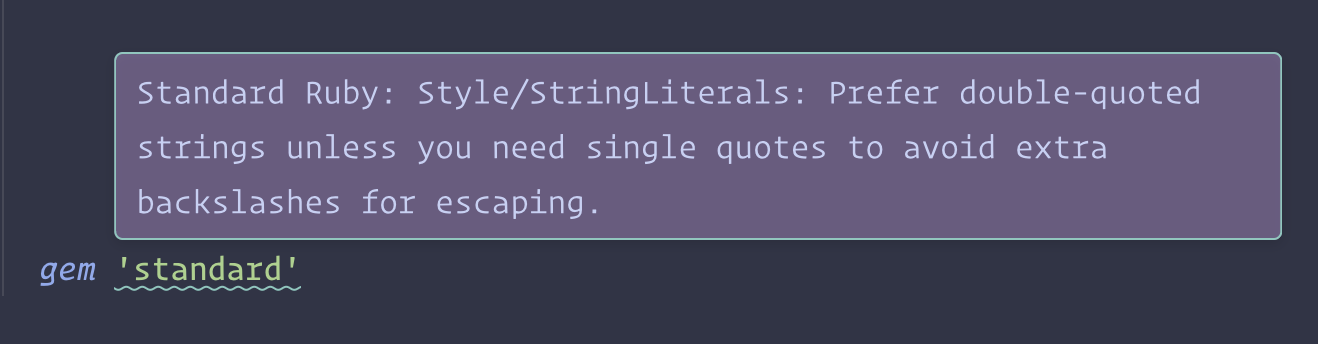 Standard Ruby: Style/StringLiterals: Prefer double-quoted
strings unless you need single quotes to avoid extra
backslashes for escaping.
gem 'standard'